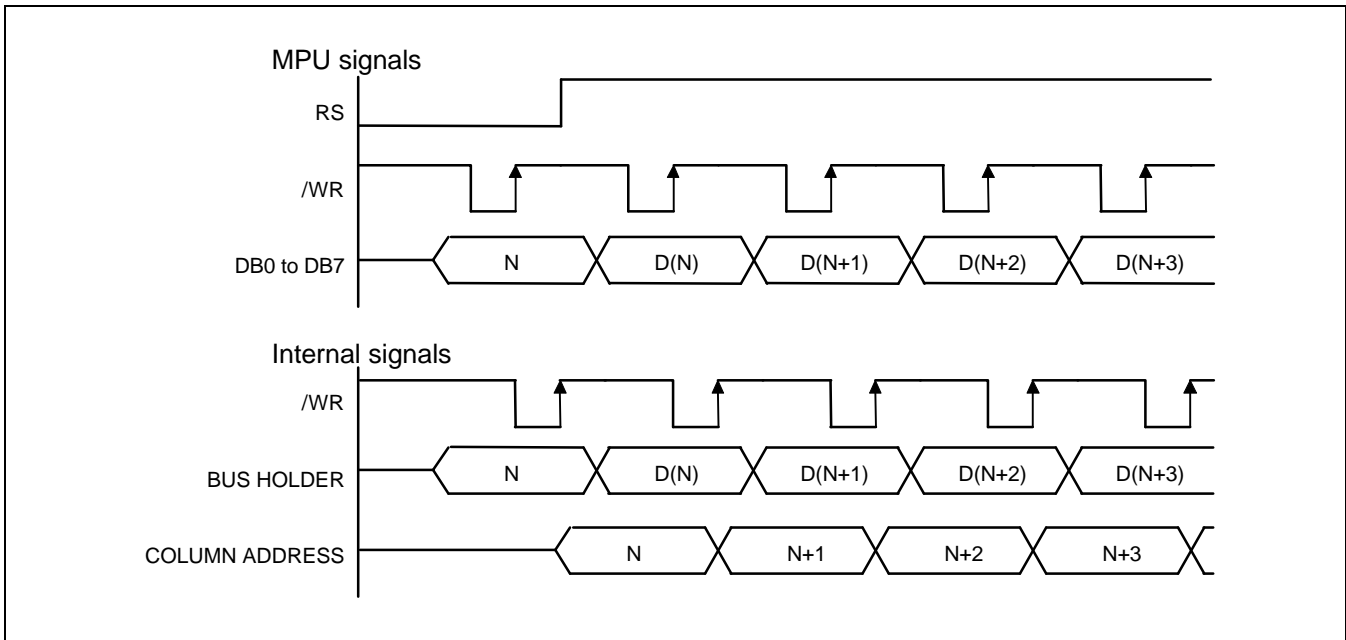 MPU signals
RS
/WR
DB0 to DB7 N D(N) D(N+1) D(N+2) D(N+3)
Internal signals
/WR
BUS HOLDER N D(N) D(N+1) D(N+2) D(N+3)
COLUMN ADDRESS N N+1 N+2 N+3